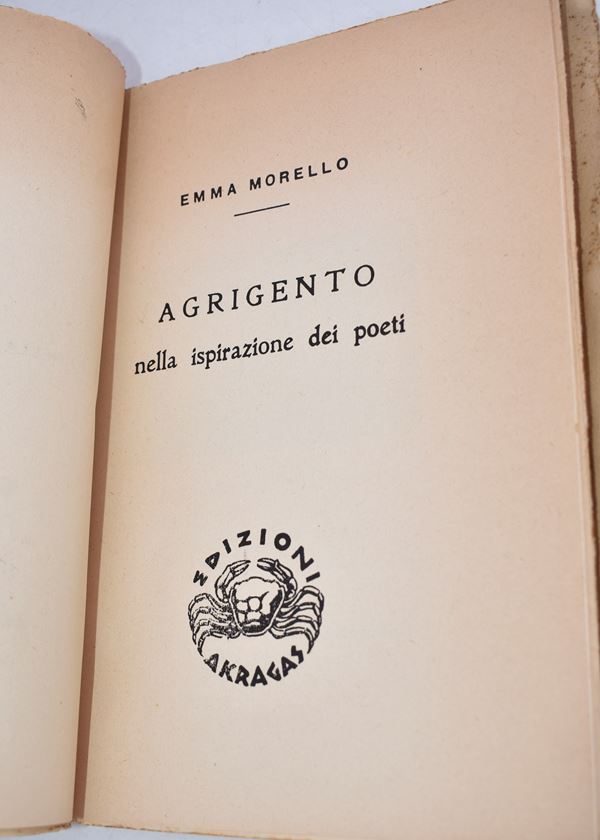 EMMA MORELLO
AGRIGENTO
nella ispirazione dei poeti
EDIZIONI
AKRAGAS